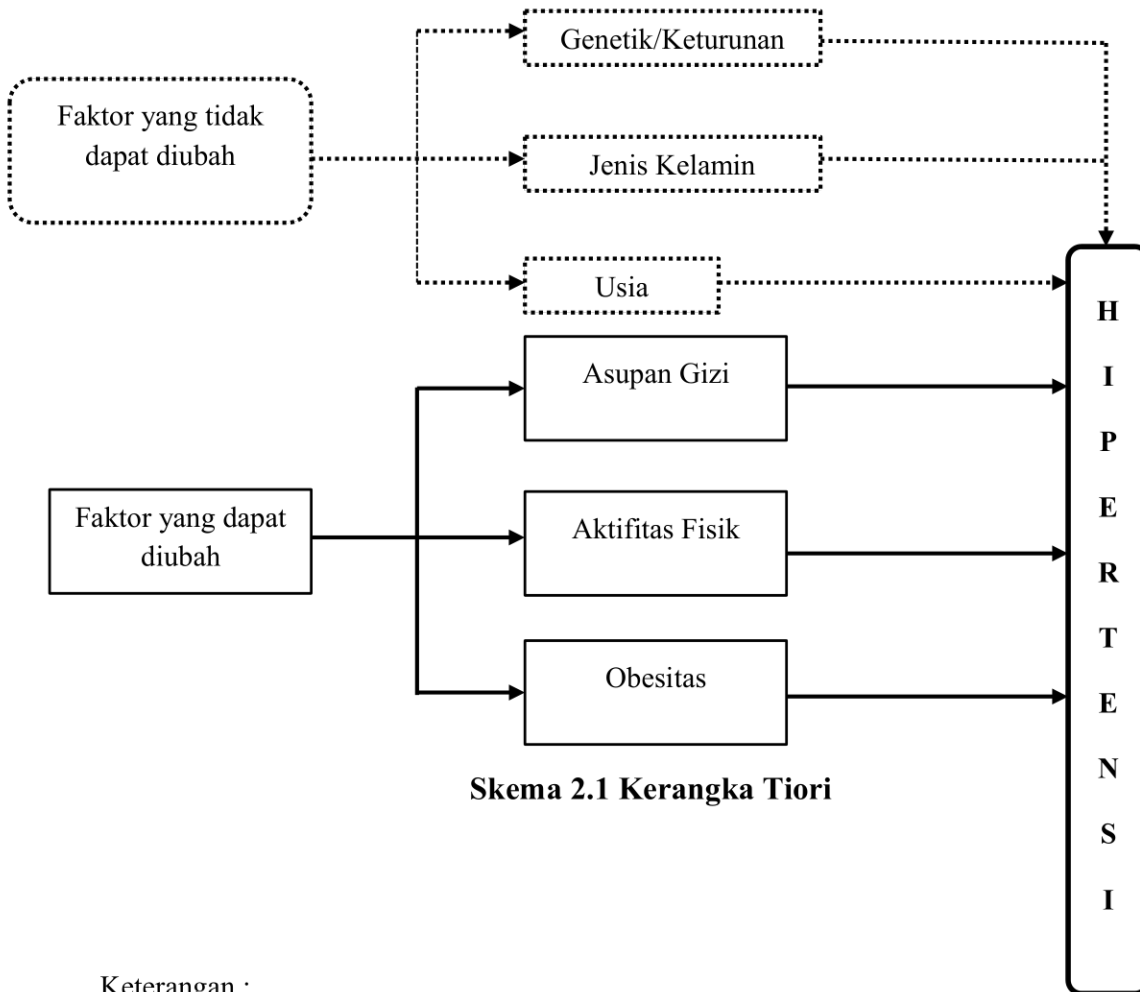 Genetik/Keturunan
Faktor yang tidak
dapat diubah
Jenis Kelamin
Usia
Asupan Gizi
Faktor yang dapat
diubah
Aktifitas Fisik
Obesitas
H
I
P
E
R
T
E
N
S
I
Skema 2.1 Kerangka Tiori
Keterangan :